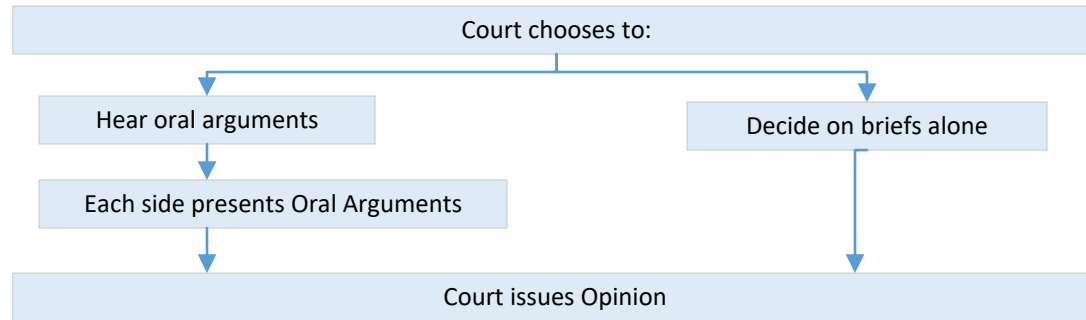 Court chooses to:
Hear oral arguments
Decide on briefs alone
Each side presents Oral Arguments
Court issues Opinion